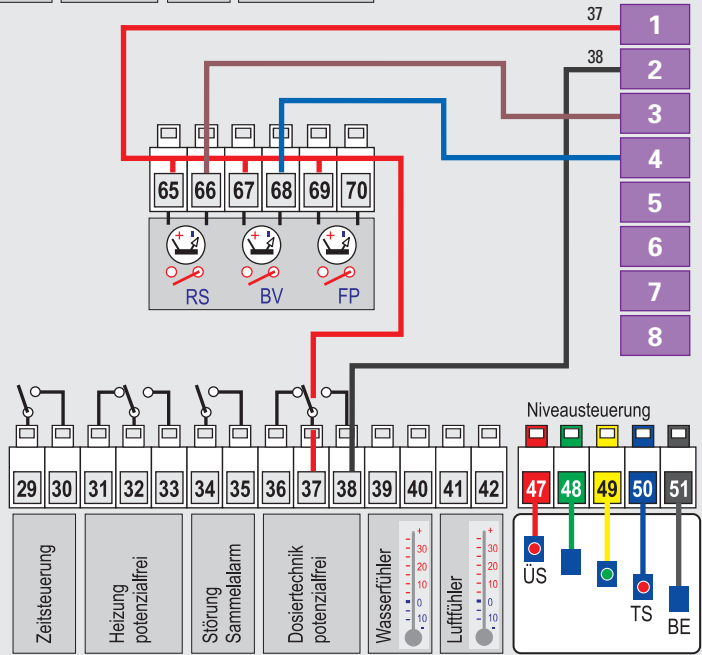 37
1
38
2
3
4
5
6
7
8
65 66 67 68 69 70
+ - + - + -
RS BV FP
Niveausteuerung
29 30 31 32 33 34 35 36 37 38 39 40 41 42
47 48 49 50 51
Zeitsteuerung
Heizung
potenzialfrei
Störung
Sammelalarm
Dosiertechnik
potenzialfrei
Wasserfühler
+
30
20
10
0
10
-
Luftfühler
+
30
20
10
0
10
-
ÜS
TS
BE